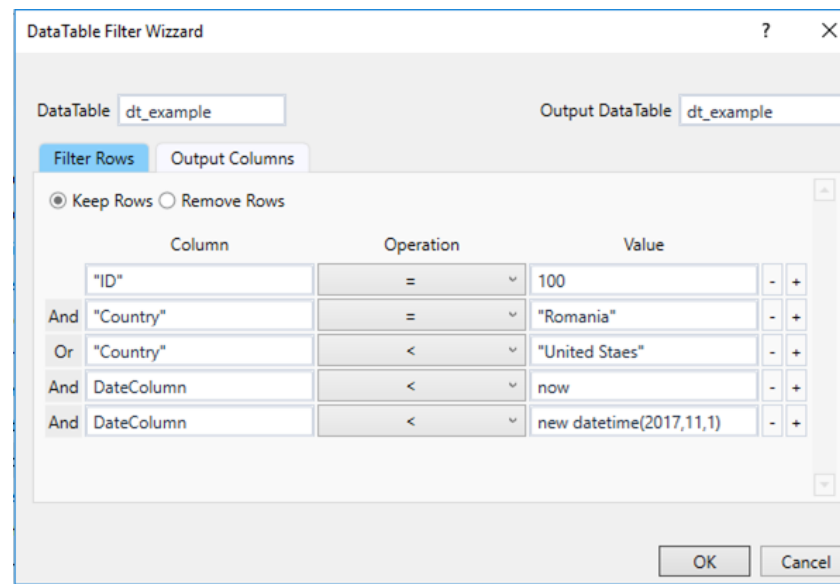 DataTable Filter Wizzard ? X
DataTable dt_example Output DataTable dt_example
Filter Rows Output Columns
Keep Rows Remove Rows
Column Operation Value
"ID" = 100 - +
And "Country" = "Romania" - +
Or "Country" < "United Staes" - +
And DateColumn < now - +
And DateColumn < new datetime(2017,11,1) - +
OK Cancel